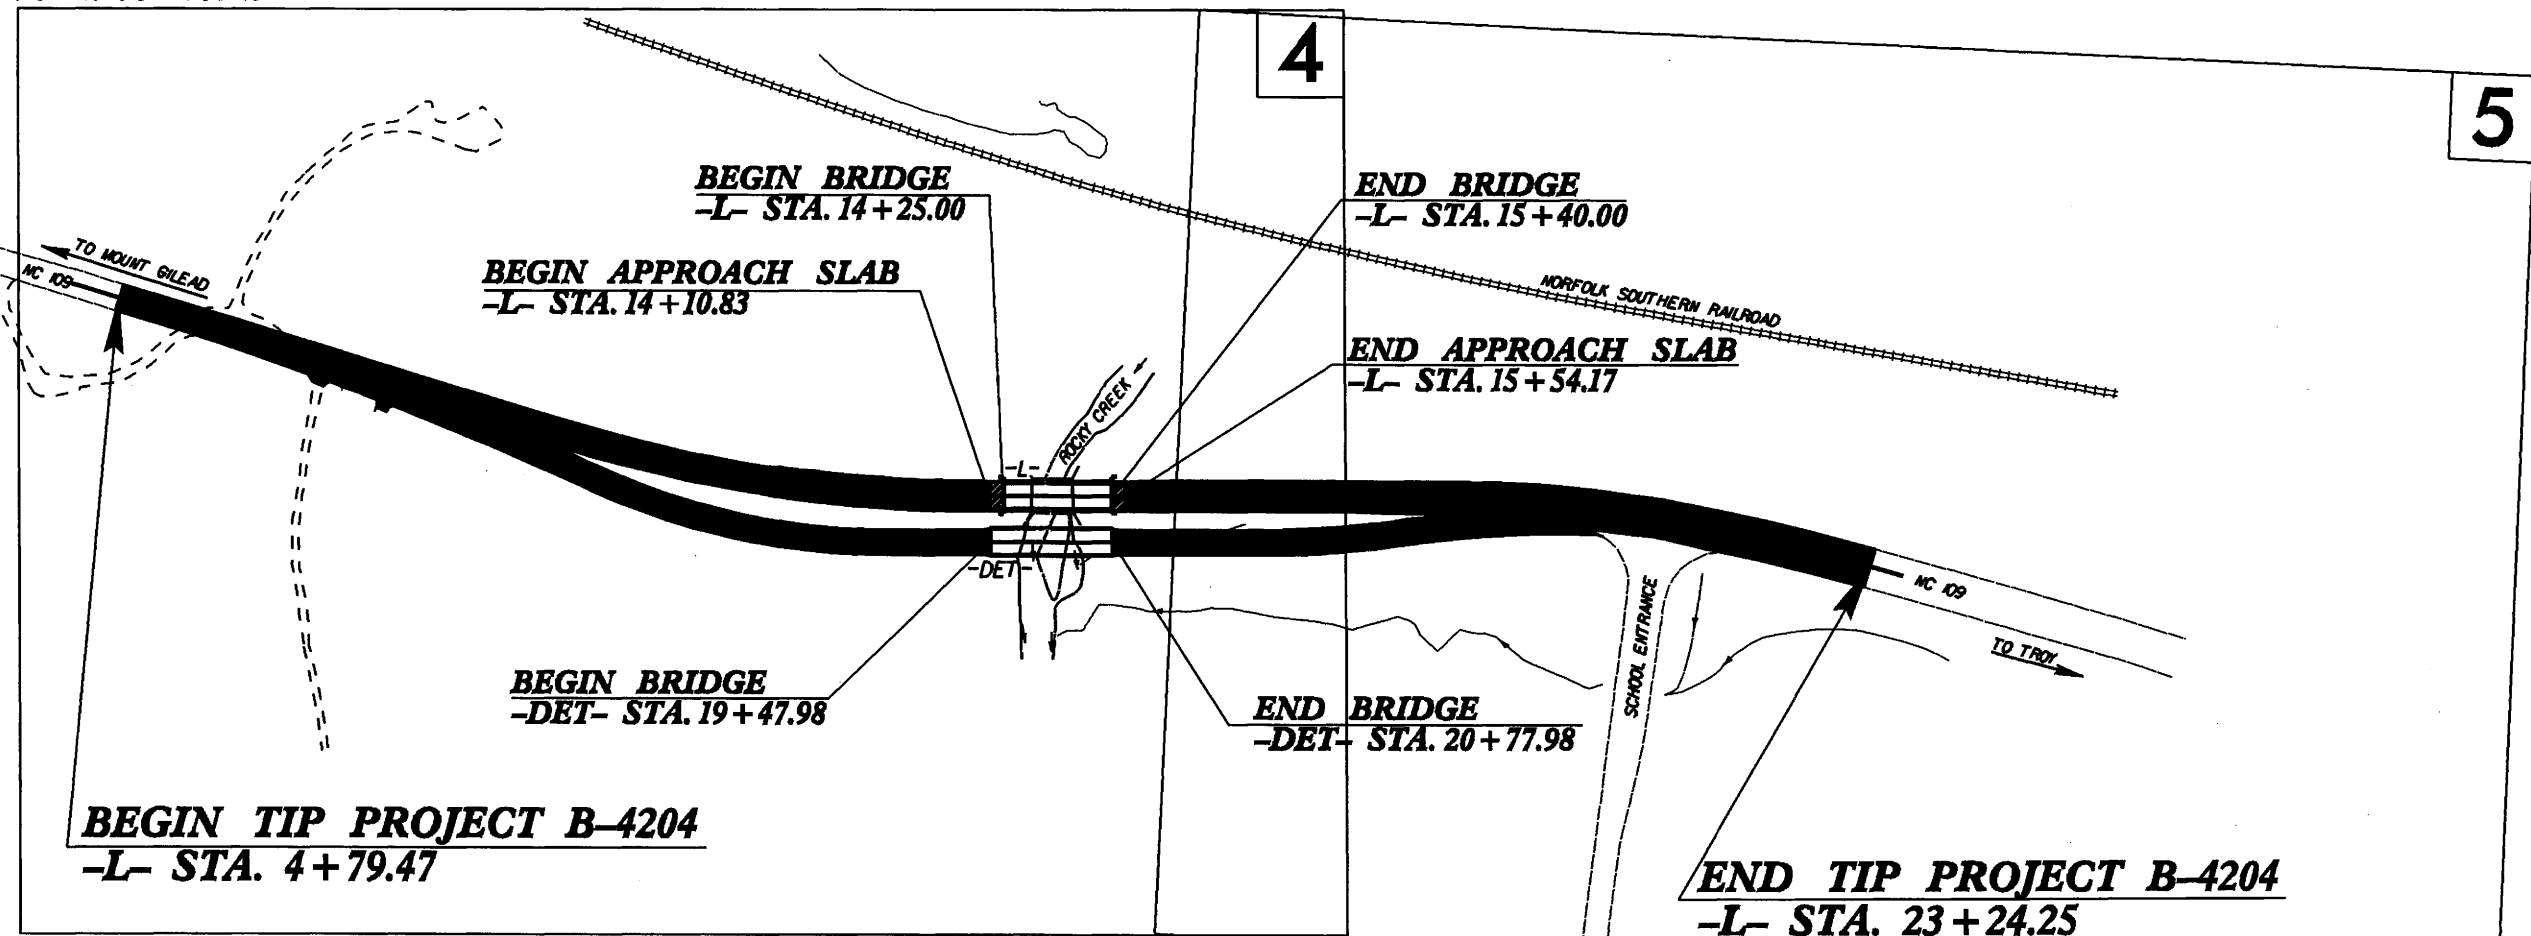 4
5
BEGIN BRIDGE
-L- STA. 14+25.00
END BRIDGE
-L- STA. 15+40.00
TO MOUNT GILEAD
NC 109
BEGIN APPROACH SLAB
-L- STA. 14+10.83
NORFOLK SOUTHERN RAILROAD
END APPROACH SLAB
-L- STA. 15+54.17
ROCKY CREEK
-L-
-DET-
NC 109
SCHOOL ENTRANCE
TO TROY
BEGIN BRIDGE
-DET- STA. 19+47.98
END BRIDGE
-DET- STA. 20+77.98
BEGIN TIP PROJECT B-4204
-L- STA. 4+79.47
END TIP PROJECT B-4204
-L- STA. 23+24.25